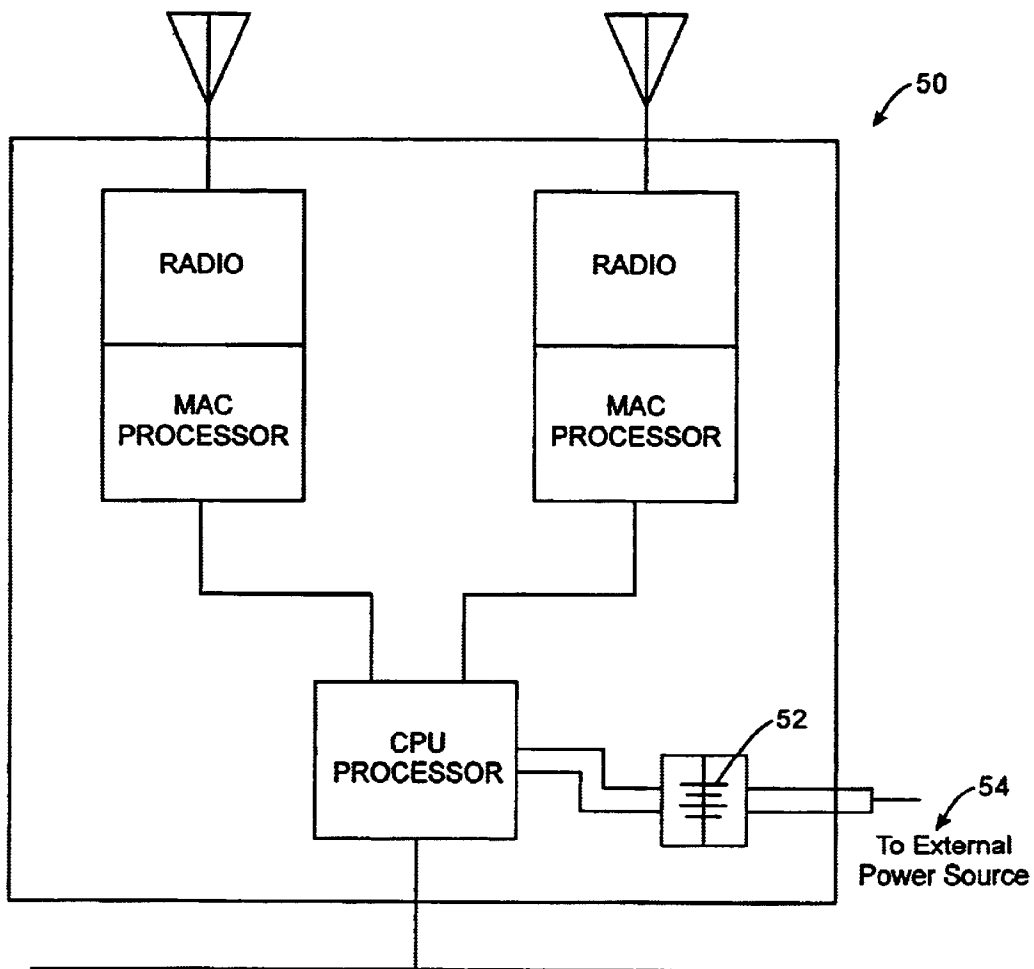 50
RADIO
RADIO
MAC
PROCESSOR
MAC
PROCESSOR
CPU
PROCESSOR
52
54
To External
Power Source